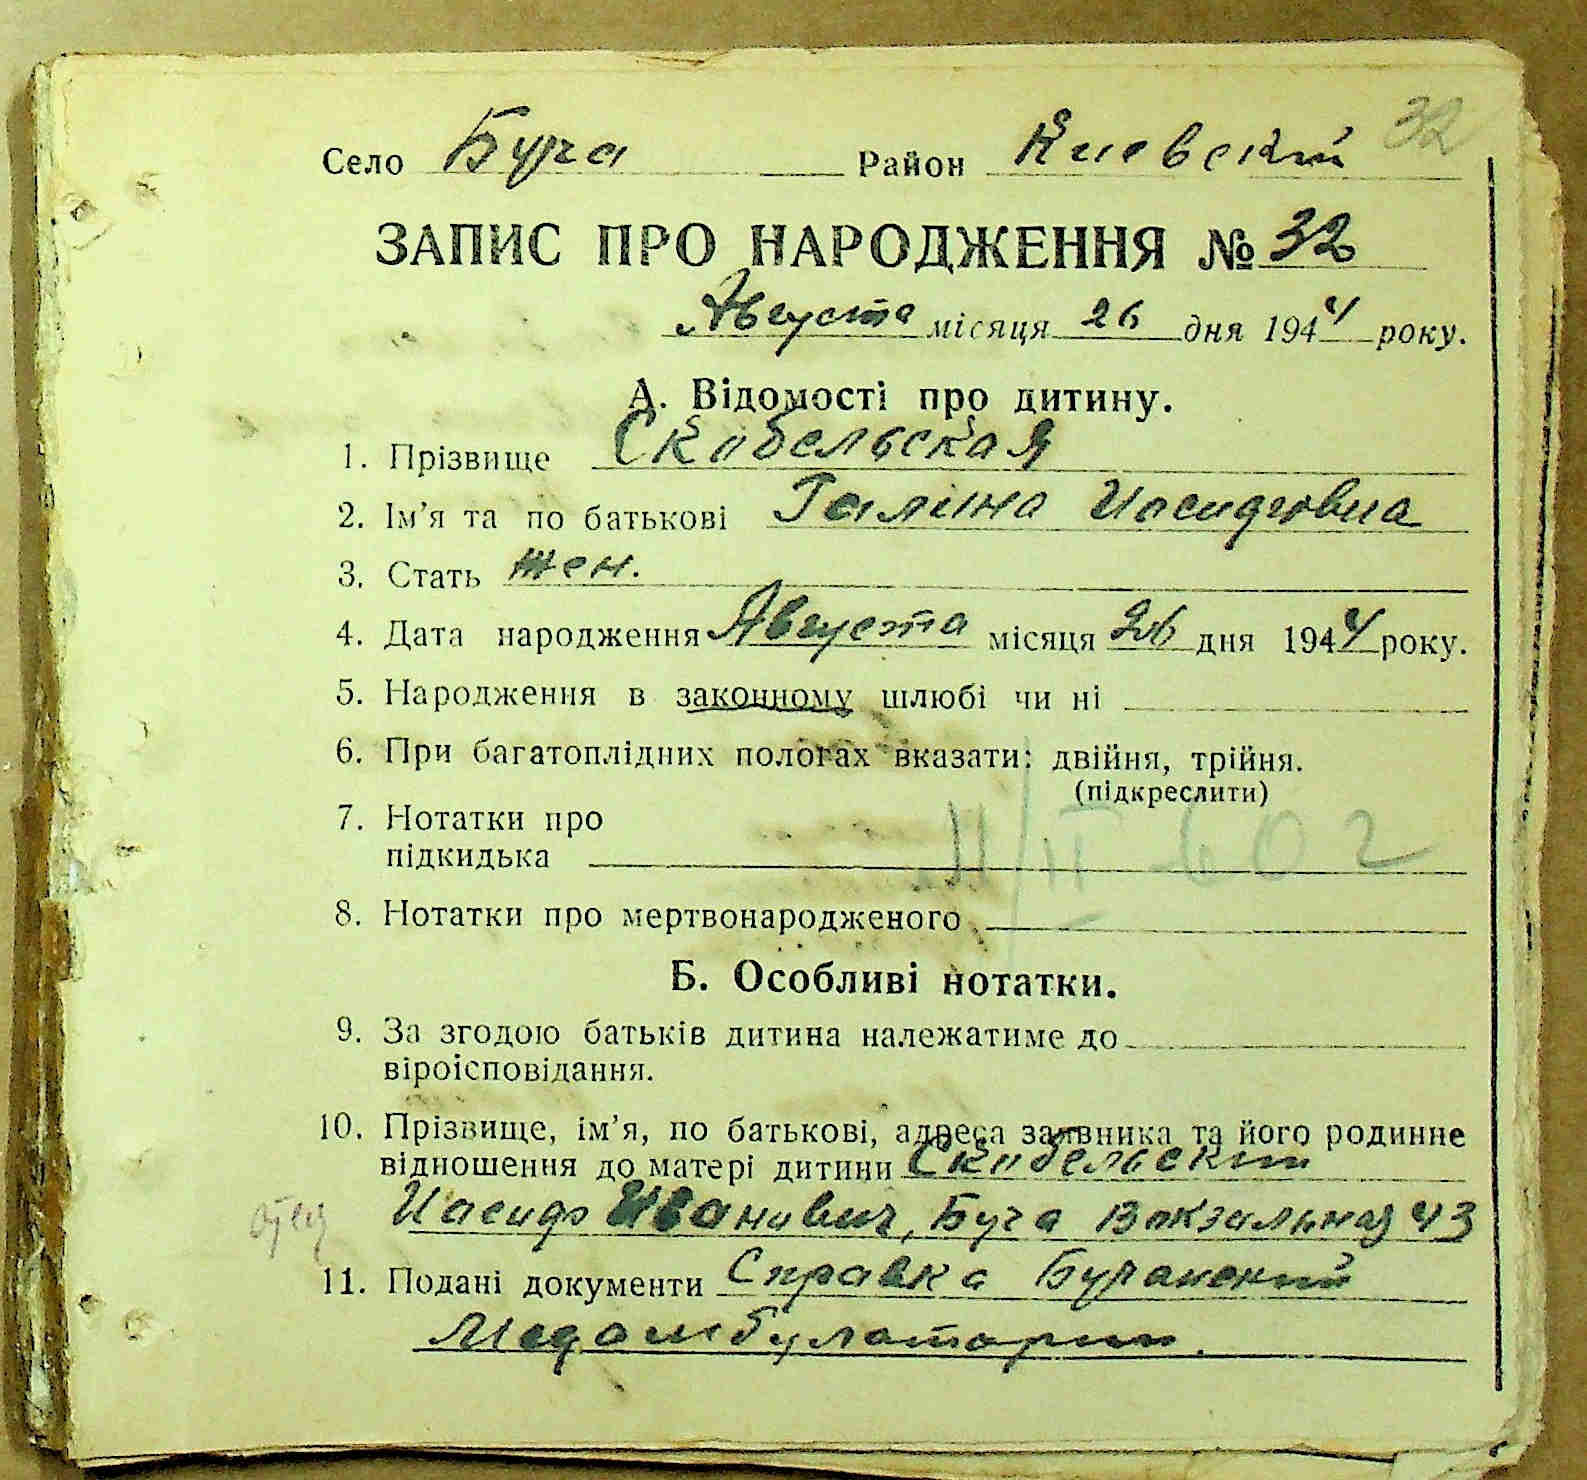 32
Село Буча Район Киевский
ЗАПИС ПРО НАРОДЖЕННЯ № 32
Августа місяця 26 дня 1944 року.
А. Відомості про дитину.
1. Прізвище Скибельская
2. Ім’я та по батькові Галіна Иосидовна
3. Стать жен.
4. Дата народження Августа місяця 26 дня 1944 року.
5. Народження в законному шлюбі чи ні
6. При багатоплідних пологах вказати: двійня, трійня.
(підкреслити)
7. Нотатки про
підкидька
8. Нотатки про мертвонародженого
Б. Особливі нотатки.
9. За згодою батьків дитина належатиме до
віроісповідання.
10. Прізвище, ім’я, по батькові, адреса заявника та його родинне
відношення до матері дитини Скибельский
Иванович, Буча Вокзальная 43
отец
11. Подані документи Справка Бучанский
Медамбулатории.